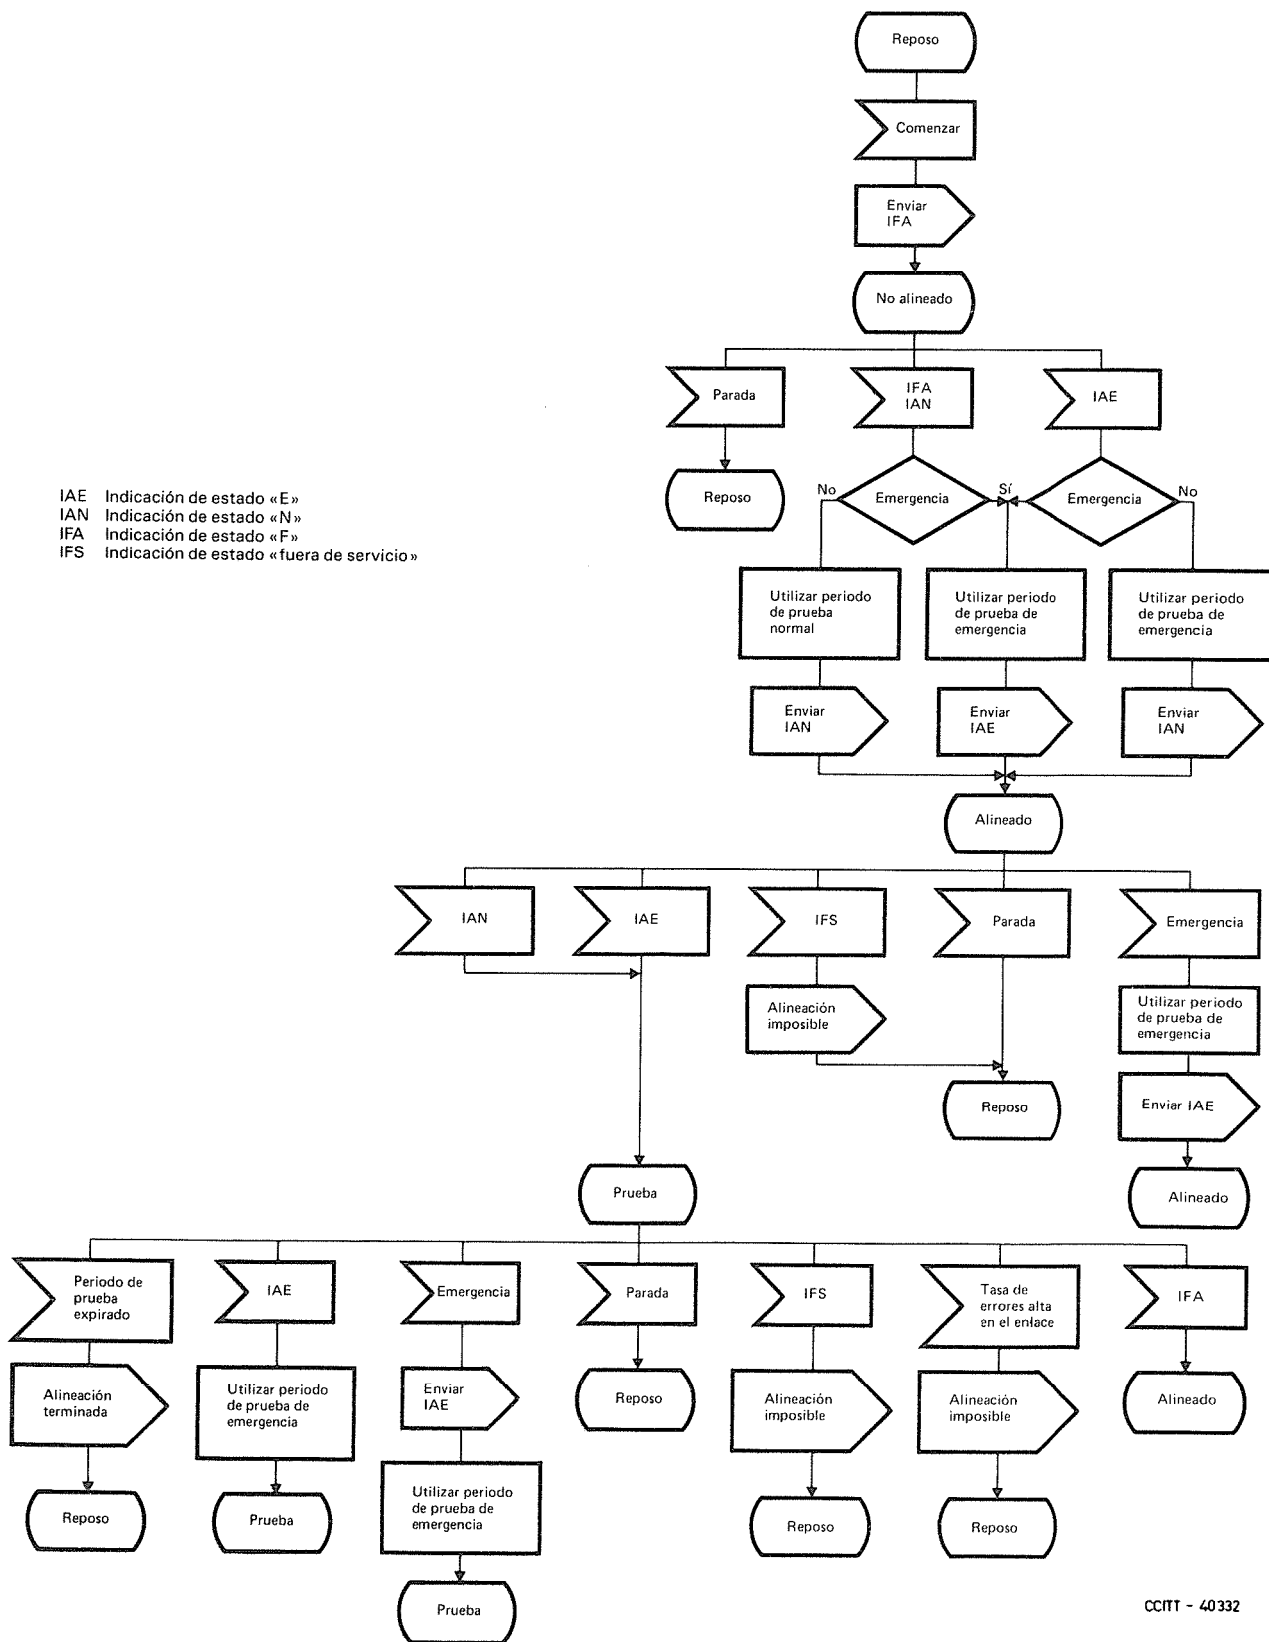 Reposo
Comenzar
Enviar
IFA
No alineado
Parada
IFA
IAN
IAE
Reposo
No
Emergencia
Sí
Emergencia
No
IAE Indicación de estado «E»
IAN Indicación de estado «N»
IFA Indicación de estado «F»
IFS Indicación de estado «fuera de servicio»
Utilizar periodo
de prueba
normal
Utilizar periodo
de prueba de
emergencia
Utilizar periodo
de prueba de
emergencia
Enviar
IAN
Enviar
IAE
Enviar
IAN
Alineado
IAN
IAE
IFS
Parada
Emergencia
Alineación
imposible
Utilizar periodo
de prueba de
emergencia
Reposo
Enviar IAE
Alineado
Prueba
Periodo de
prueba
expirado
IAE
Emergencia
Parada
IFS
Tasa de
errores alta
en el enlace
IFA
Alineación
terminada
Utilizar periodo
de prueba de
emergencia
Enviar
IAE
Reposo
Alineación
imposible
Alineación
imposible
Alineado
Reposo
Prueba
Utilizar periodo
de prueba de
emergencia
Reposo
Reposo
Prueba
CCITT - 40332